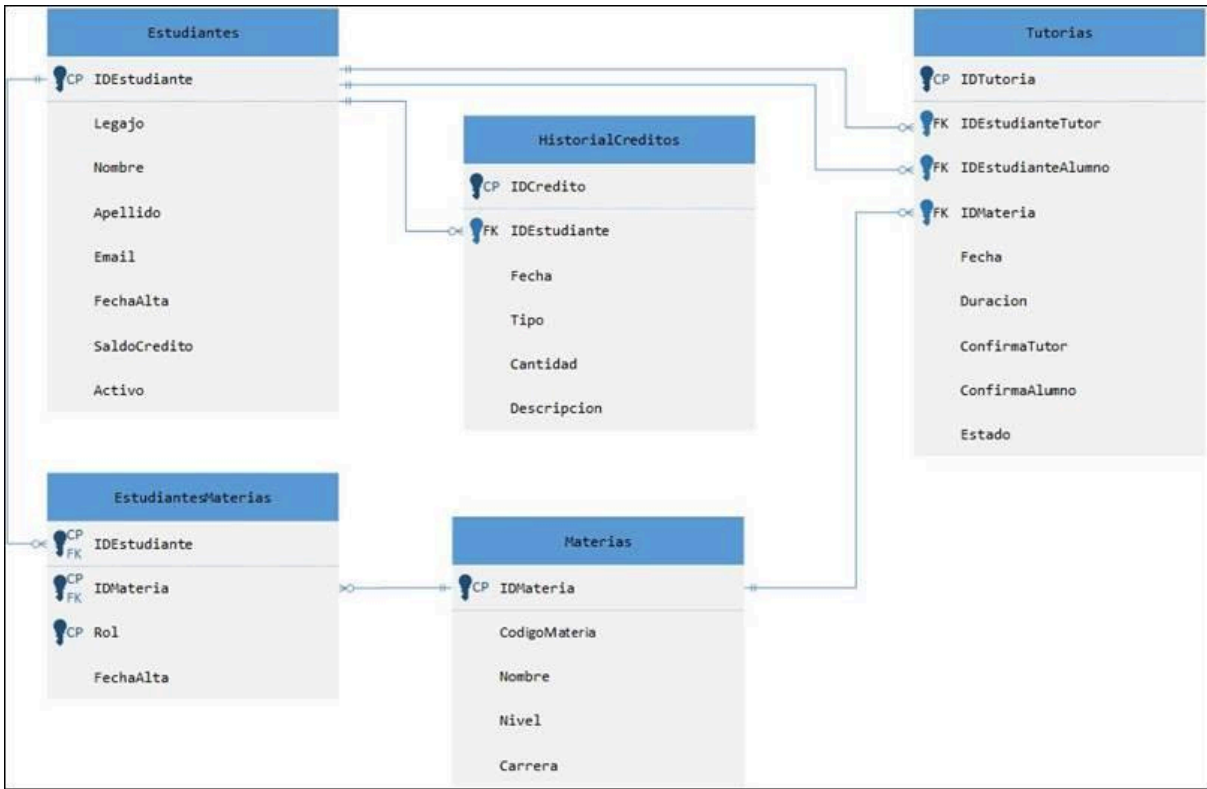 Estudiantes
CP IDEstudiante
Legajo
Nombre
Apellido
Email
FechaAlta
SaldoCredito
Activo
HistorialCreditos
CP IDCredito
FK IDEstudiante
Fecha
Tipo
Cantidad
Descripcion
Tutorias
CP IDTutoria
FK IDEstudianteTutor
FK IDEstudianteAlumno
FK IDMateria
Fecha
Duracion
ConfirmaTutor
ConfirmaAlumno
Estado
EstudiantesMaterias
CP FK IDEstudiante
CP FK IDMateria
CP Rol
FechaAlta
Materias
CP IDMateria
CodigoMateria
Nombre
Nivel
Carrera